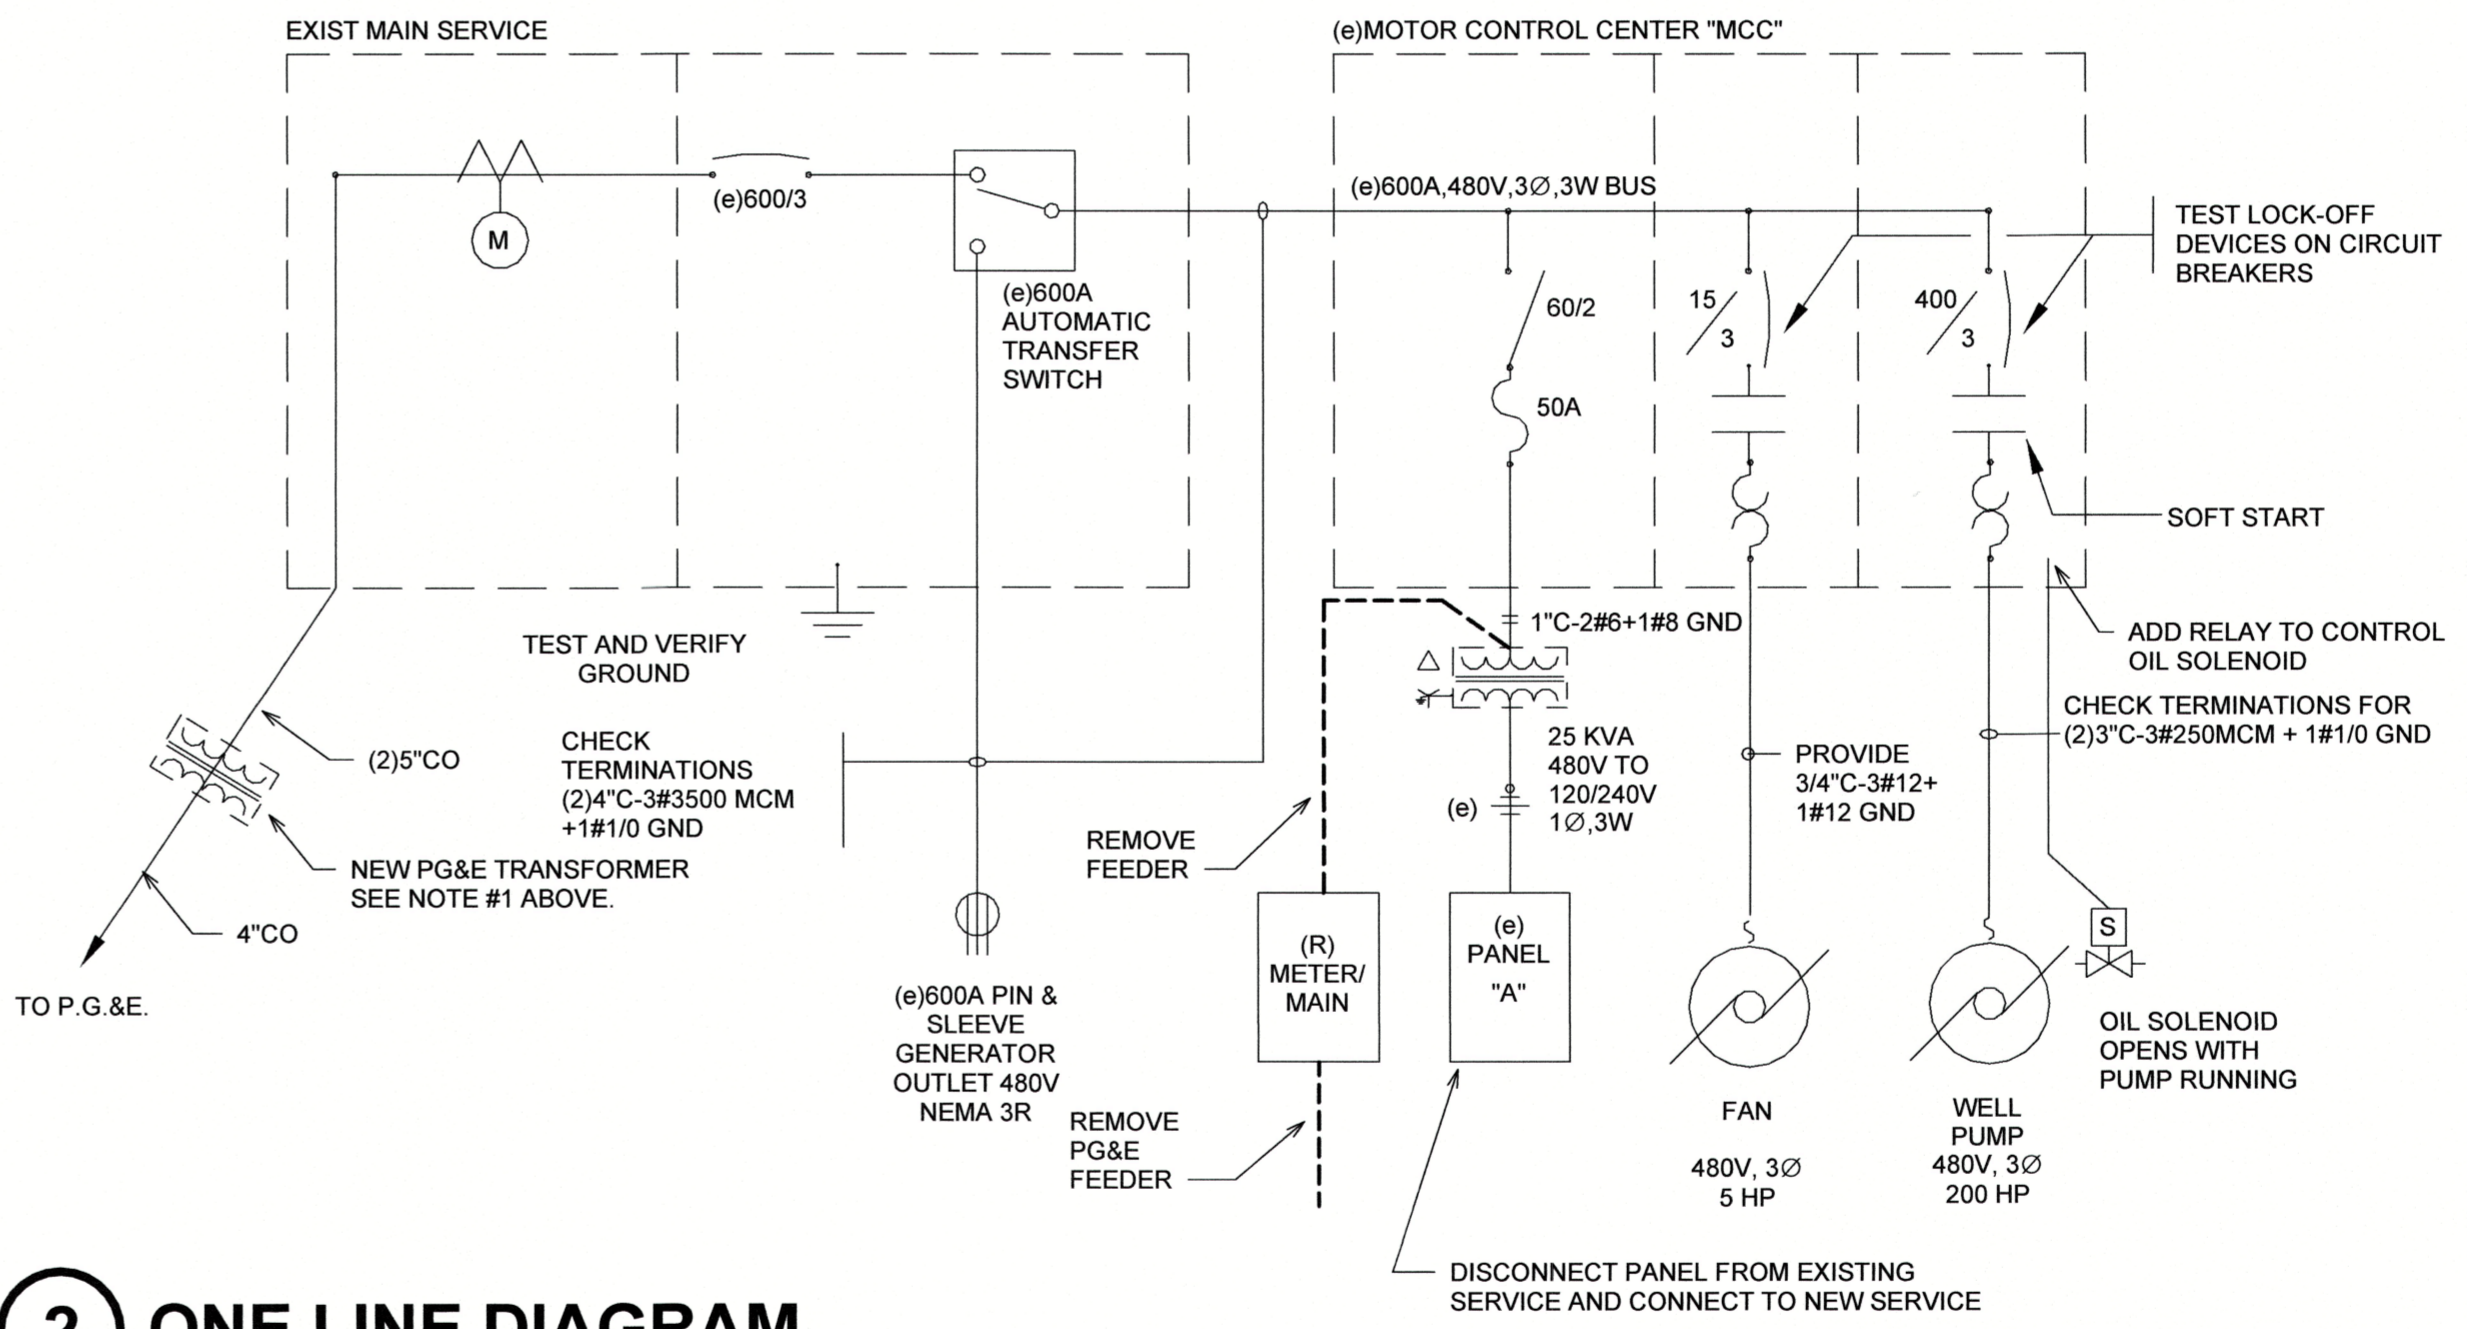 EXIST MAIN SERVICE
(e)MOTOR CONTROL CENTER "MCC"
M
(e)600/3
(e)600A
AUTOMATIC
TRANSFER
SWITCH
(e)600A,480V,3Ø,3W BUS
TEST LOCK-OFF
DEVICES ON CIRCUIT
BREAKERS
60/2
50A
15
3
400
3
SOFT START
TEST AND VERIFY
GROUND
1"C-2#6+1#8 GND
ADD RELAY TO CONTROL
OIL SOLENOID
CHECK TERMINATIONS FOR
(2)3"C-3#250MCM + 1#1/0 GND
(2)5"CO
CHECK
TERMINATIONS
(2)4"C-3#3500 MCM
+1#1/0 GND
25 KVA
480V TO
120/240V
1Ø,3W
(e)
PROVIDE
3/4"C-3#12+
1#12 GND
REMOVE
FEEDER
NEW PG&E TRANSFORMER
SEE NOTE #1 ABOVE.
4"CO
TO P.G.&E.
(e)600A PIN &
SLEEVE
GENERATOR
OUTLET 480V
NEMA 3R
(R)
METER/
MAIN
(e)
PANEL
"A"
S
OIL SOLENOID
OPENS WITH
PUMP RUNNING
REMOVE
PG&E
FEEDER
FAN
480V, 3Ø
5 HP
WELL
PUMP
480V, 3Ø
200 HP
DISCONNECT PANEL FROM EXISTING
SERVICE AND CONNECT TO NEW SERVICE
2
ONE LINE DIAGRAM